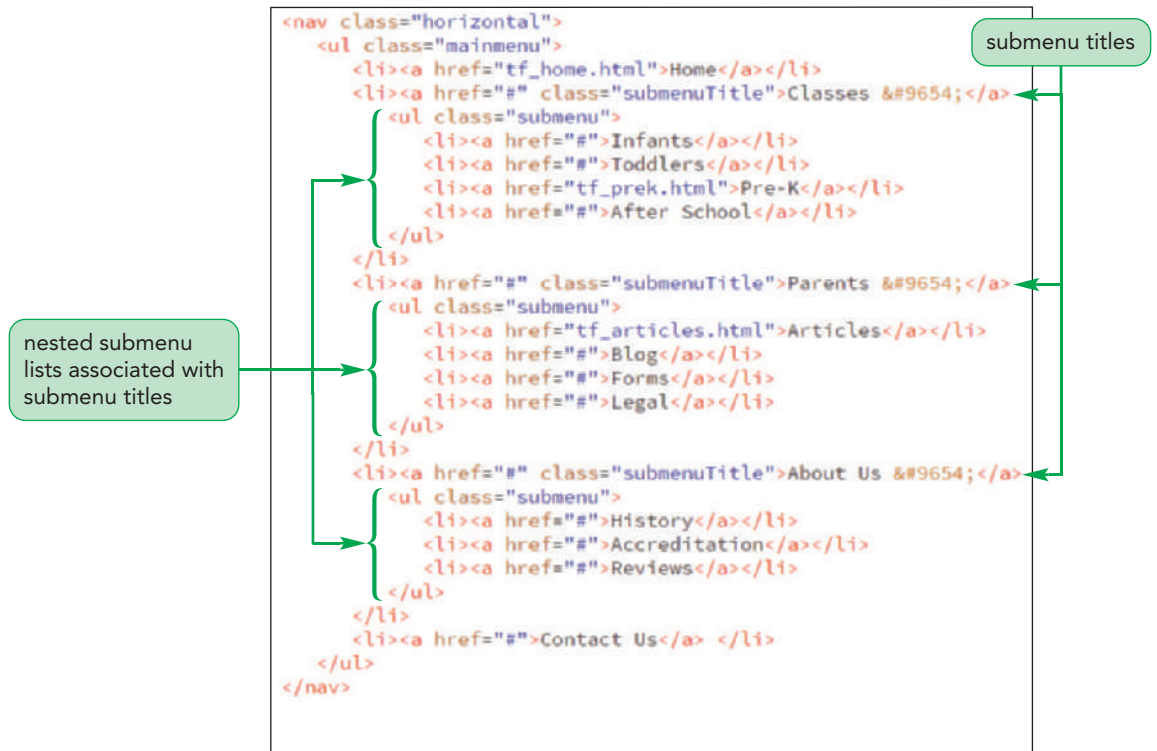 <nav class="horizontal">
<ul class="mainmenu">
<li><a href="tf_home.html">Home</a></li>
<li><a href="#" class="submenuTitle">Classes &#9654;</a>
<ul class="submenu">
<li><a href="#">Infants</a></li>
<li><a href="#">Toddlers</a></li>
<li><a href="tf_prek.html">Pre-K</a></li>
<li><a href="#">After School</a></li>
</ul>
</li>
<li><a href="#" class="submenuTitle">Parents &#9654;</a>
<ul class="submenu">
<li><a href="tf_articles.html">Articles</a></li>
<li><a href="#">Blog</a></li>
<li><a href="#">Forms</a></li>
<li><a href="#">Legal</a></li>
</ul>
</li>
<li><a href="#" class="submenuTitle">About Us &#9654;</a>
<ul class="submenu">
<li><a href="#">History</a></li>
<li><a href="#">Accreditation</a></li>
<li><a href="#">Reviews</a></li>
</ul>
</li>
<li><a href="#">Contact Us</a> </li>
</ul>
</nav>
submenu titles
nested submenu
lists associated with
submenu titles